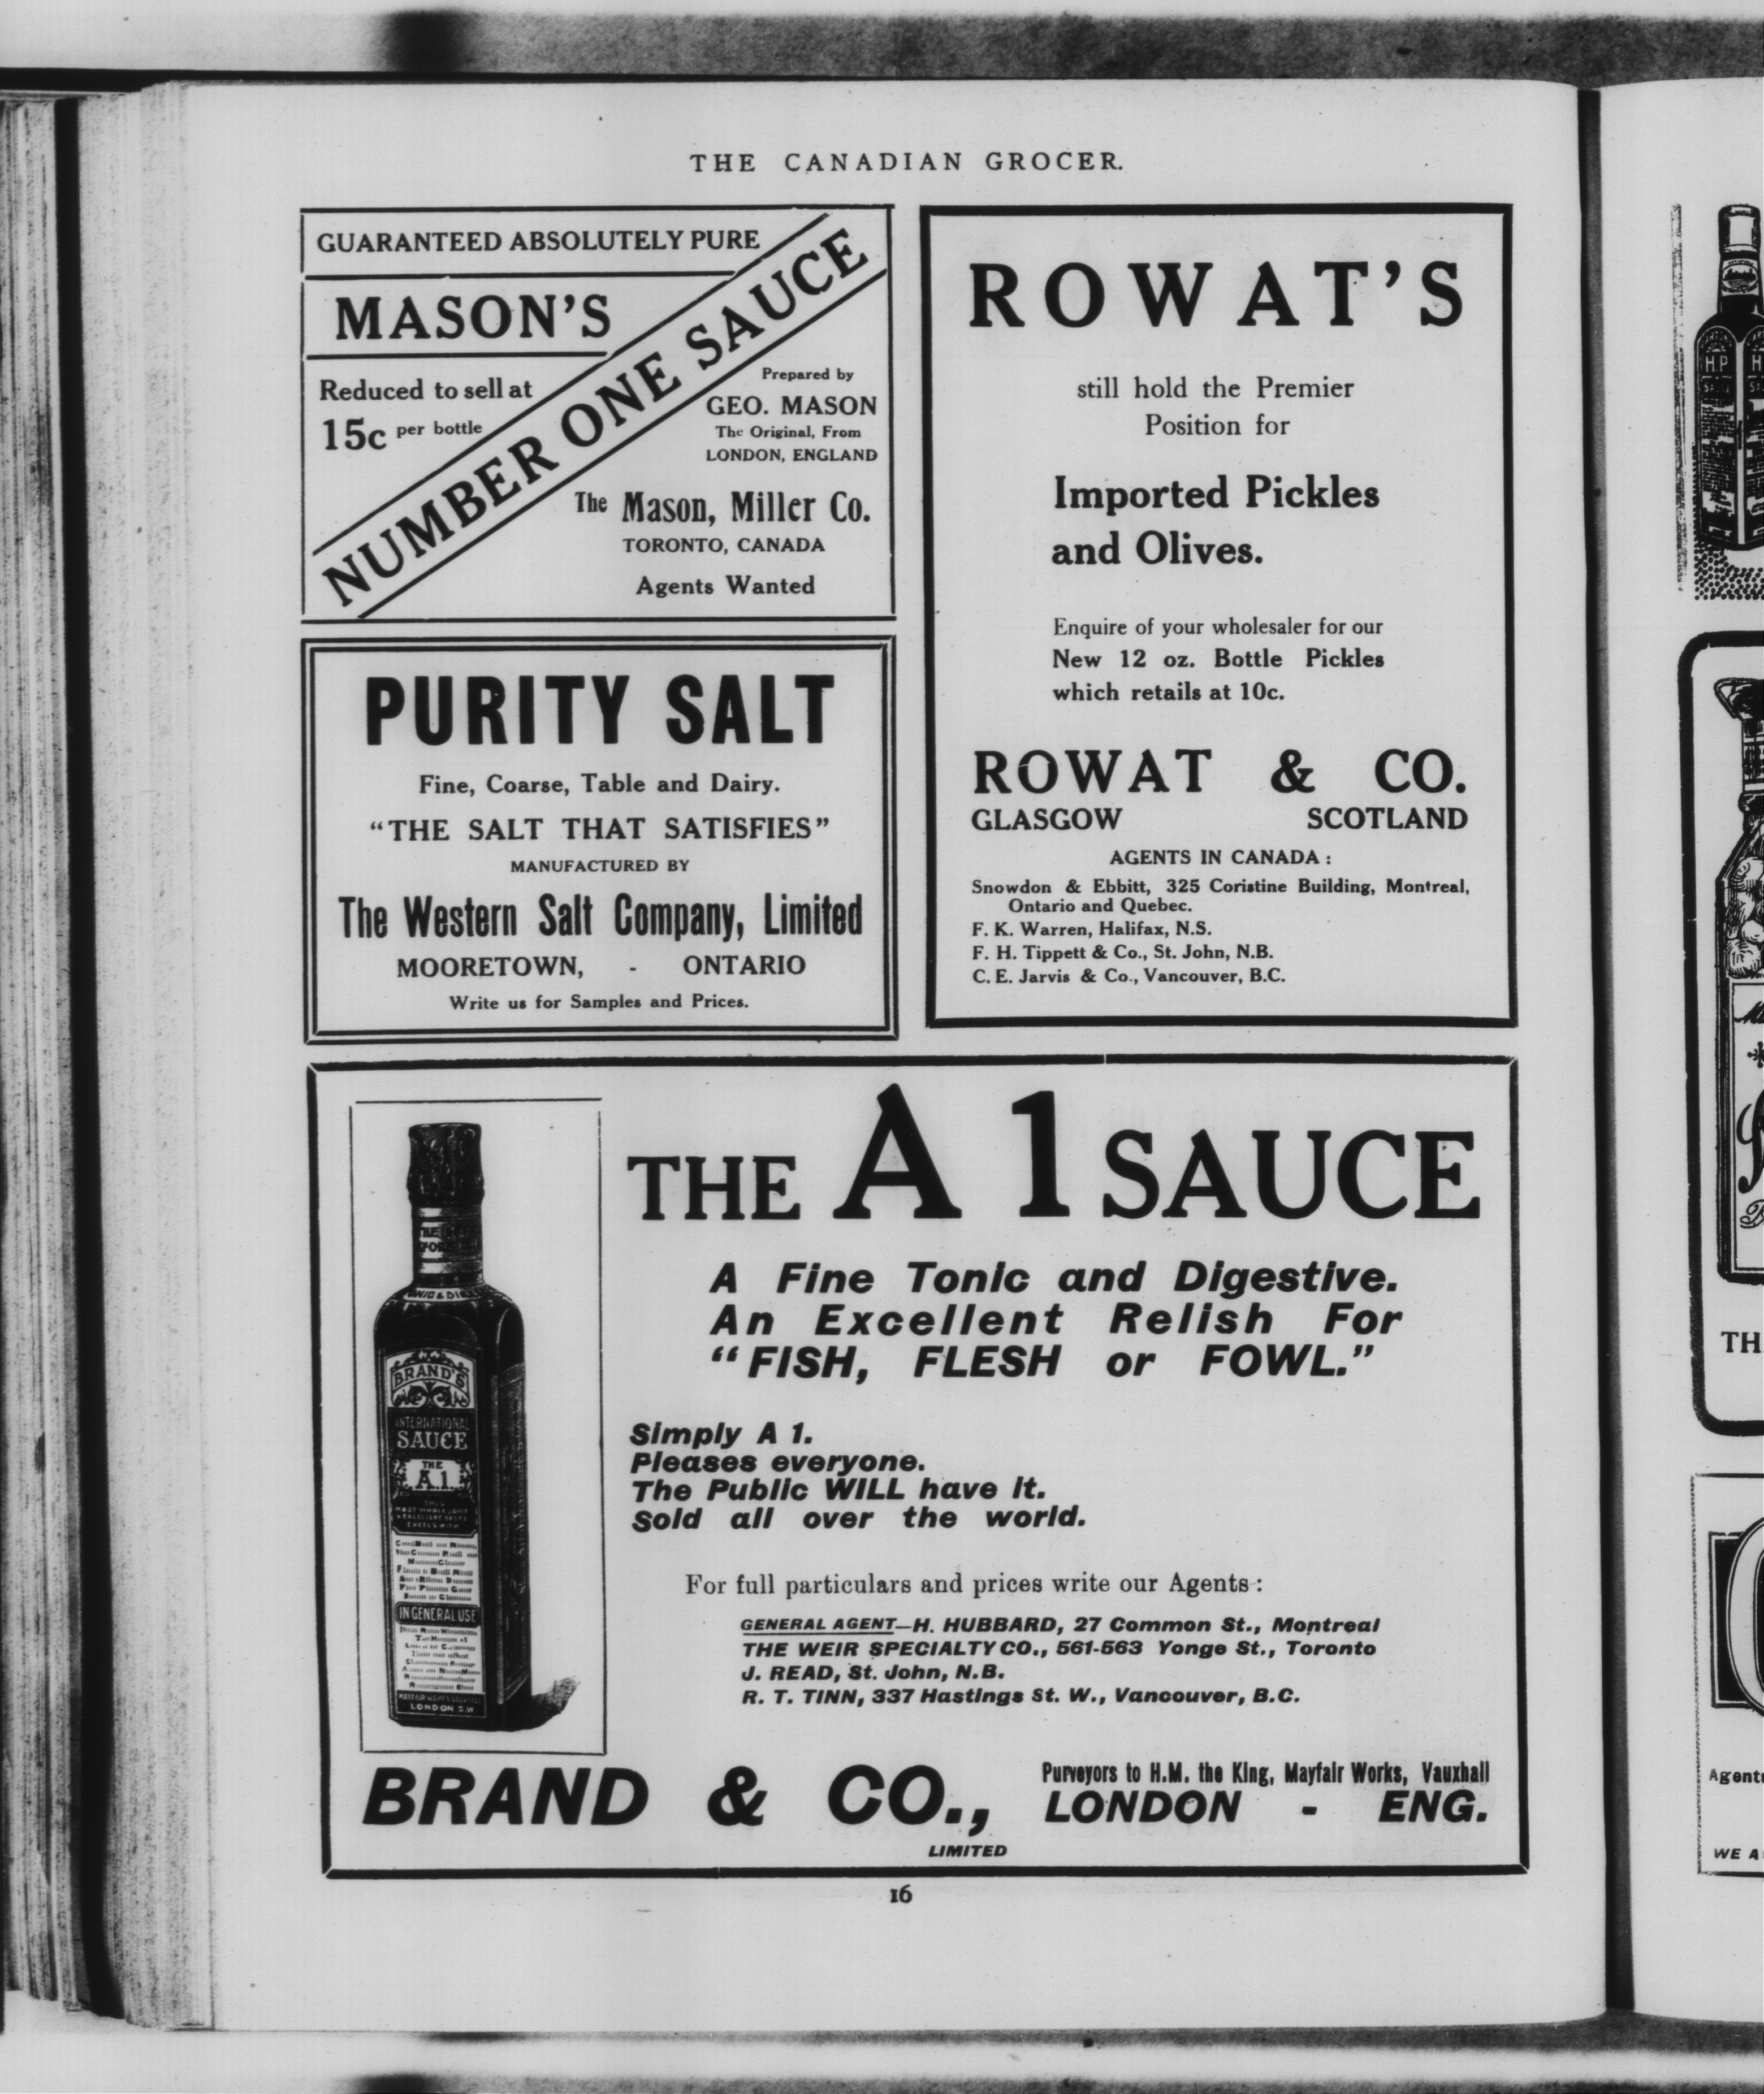 THE CANADIAN GROCER.
GUARANTEED ABSOLUTELY PURE
MASON'S
NUMBER ONE SAUCE
Reduced to sell at
15c per bottle
Prepared by
GEO. MASON
The Original, From
LONDON, ENGLAND
The Mason, Miller Co.
TORONTO, CANADA
Agents Wanted
PURITY SALT
Fine, Coarse, Table and Dairy.
"THE SALT THAT SATISFIES"
MANUFACTURED BY
The Western Salt Company, Limited
MOORETOWN, - ONTARIO
Write us for Samples and Prices.
ROWAT'S
still hold the Premier
Position for
Imported Pickles
and Olives.
Enquire of your wholesaler for our
New 12 oz. Bottle Pickles
which retails at 10c.
ROWAT & CO.
GLASGOW SCOTLAND
AGENTS IN CANADA :
Snowdon & Ebbitt, 325 Coristine Building, Montreal,
Ontario and Quebec.
F. K. Warren, Halifax, N.S.
F. H. Tippett & Co., St. John, N.B.
C. E. Jarvis & Co., Vancouver, B.C.
THE A 1 SAUCE
A Fine Tonic and Digestive.
An Excellent Relish For
"FISH, FLESH or FOWL."
Simply A 1.
Pleases everyone.
The Public WILL have it.
Sold all over the world.
For full particulars and prices write our Agents :
GENERAL AGENT—H. HUBBARD, 27 Common St., Montreal
THE WEIR SPECIALTY CO., 561-563 Yonge St., Toronto
J. READ, St. John, N.B.
R. T. TINN, 337 Hastings St. W., Vancouver, B.C.
BRAND'S
INTERNATIONAL
SAUCE
THE
A.1.
IN GENERAL USE
LONDON S.W
BRAND & CO.,
LIMITED
Purveyors to H.M. the King, Mayfair Works, Vauxhall
LONDON - ENG.
16
H.P
TH
Agent
WE A